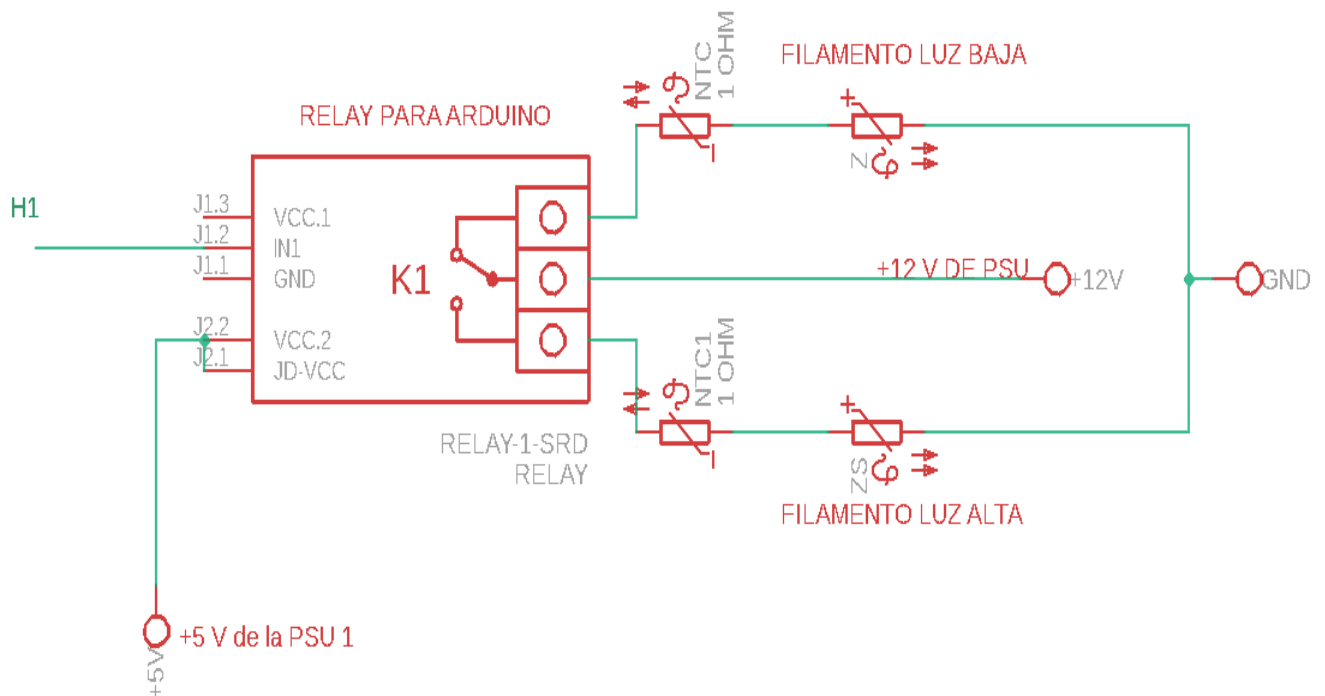 NTC
1 OHM
FILAMENTO LUZ BAJA
RELAY PARA ARDUINO
Z
H1
J1.3
VCC.1
J1.2
IN1
J1.1
GND
K1
+12 V DE PSU
+12V
GND
J2.2
VCC.2
J2.1
JD-VCC
NTC1
1 OHM
RELAY-1-SRD
RELAY
ZS
FILAMENTO LUZ ALTA
+5 V de la PSU 1
+5V